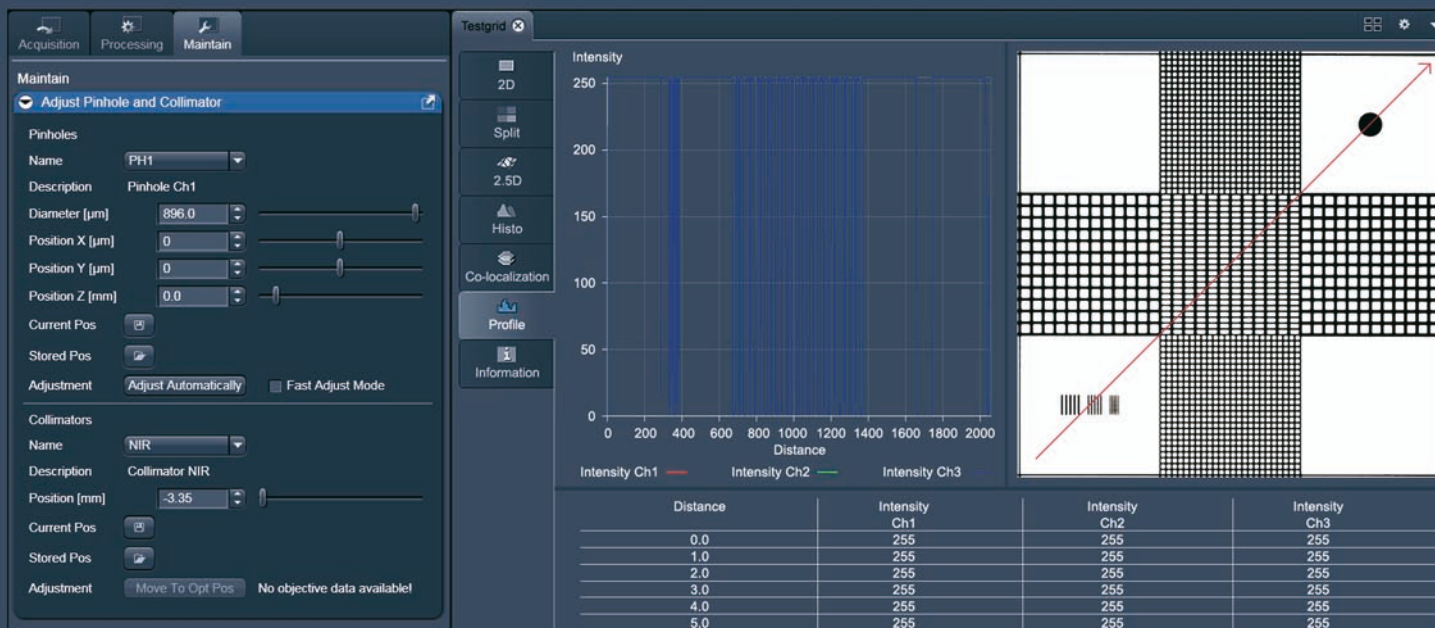 Acquisition
Processing
Maintain
Maintain
Adjust Pinhole and Collimator
Pinholes
Name PH1
Description Pinhole Ch1
Diameter [µm] 896.0
Position X [µm] 0
Position Y [µm] 0
Position Z [mm] 0.0
Current Pos
Stored Pos
Adjustment Adjust Automatically Fast Adjust Mode
Collimators
Name NIR
Description Collimator NIR
Position [mm] -3.35
Current Pos
Stored Pos
Adjustment Move To Opt Pos No objective data available!
Testgrid
2D
Split
2.5D
Histo
Co-localization
Profile
Information
Intensity
250
200
150
100
50
0
0 200 400 600 800 1000 1200 1400 1600 1800 2000
Distance
Intensity Ch1 Intensity Ch2 Intensity Ch3
Distance Intensity Intensity Intensity
Ch1 Ch2 Ch3
0.0 255 255 255
1.0 255 255 255
2.0 255 255 255
3.0 255 255 255
4.0 255 255 255
5.0 255 255 255